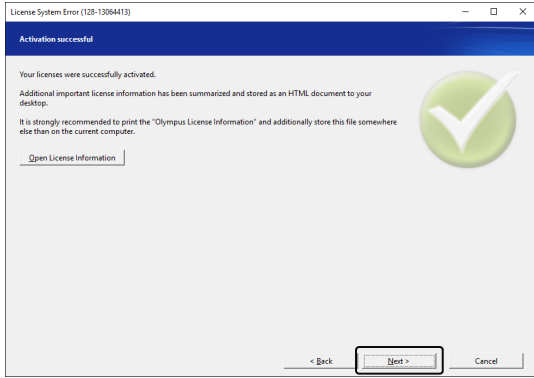 License System Error (128-13064413)
Activation successful
Your licenses were successfully activated.
Additional important license information has been summarized and stored as an HTML document to your
desktop.
It is strongly recommended to print the "Olympus License Information" and additionally store this file somewhere
else than on the current computer.
Open License Information
< Back Next > Cancel